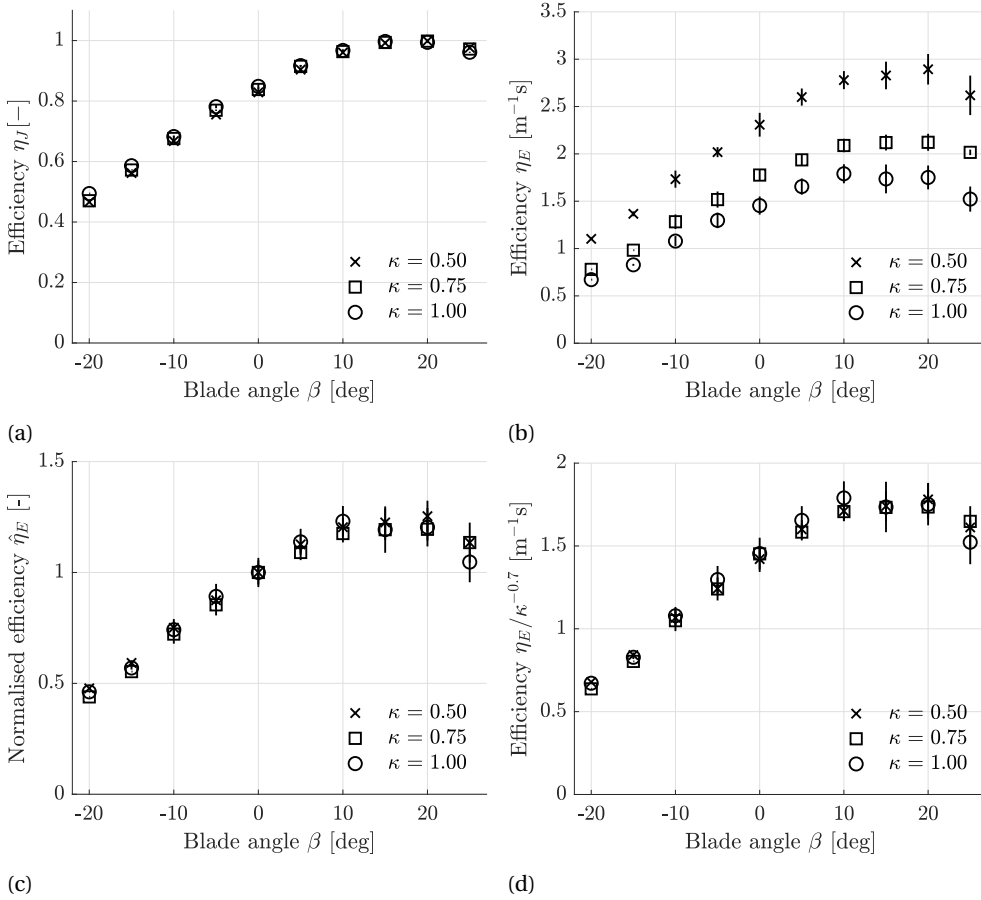 1
0.8
0.6
0.4
0.2
0
Efficiency η_J [—]
κ = 0.50
κ = 0.75
κ = 1.00
-20 -10 0 10 20
Blade angle β [deg]
(a)
3.5
3
2.5
2
1.5
1
0.5
0
Efficiency η_E [m⁻¹s]
κ = 0.50
κ = 0.75
κ = 1.00
-20 -10 0 10 20
Blade angle β [deg]
(b)
1.5
1
0.5
0
Normalised efficiency η̂_E [-]
κ = 0.50
κ = 0.75
κ = 1.00
-20 -10 0 10 20
Blade angle β [deg]
(c)
2
1.5
1
0.5
0
Efficiency η_E/κ^−0.7 [m⁻¹s]
κ = 0.50
κ = 0.75
κ = 1.00
-20 -10 0 10 20
Blade angle β [deg]
(d)